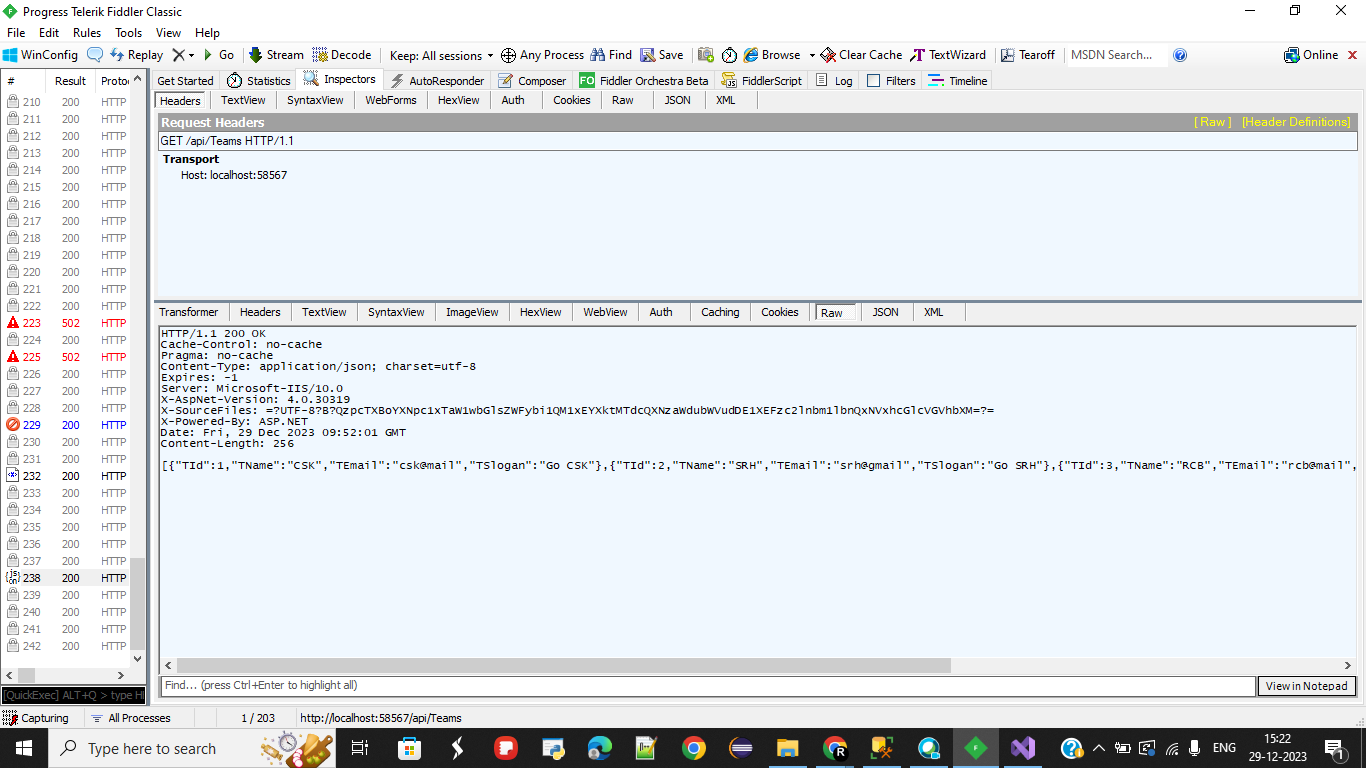 Progress Telerik Fiddler Classic
File Edit Rules Tools View Help
WinConfig Replay Go Stream Decode Keep: All sessions Any Process Find Save Browse Clear Cache TextWizard Tearoff MSDN Search... Online
# Result Proto
Get Started Statistics Inspectors AutoResponder Composer FO Fiddler Orchestra Beta FiddlerScript Log Filters Timeline
Headers TextView SyntaxView WebForms HexView Auth Cookies Raw JSON XML
Request Headers [ Raw ] [Header Definitions]
GET /api/Teams HTTP/1.1
Transport
Host: localhost:58567
210 200 HTTP
211 200 HTTP
212 200 HTTP
213 200 HTTP
214 200 HTTP
215 200 HTTP
216 200 HTTP
217 200 HTTP
218 200 HTTP
219 200 HTTP
220 200 HTTP
221 200 HTTP
222 200 HTTP
223 502 HTTP
224 200 HTTP
225 502 HTTP
226 200 HTTP
227 200 HTTP
228 200 HTTP
229 200 HTTP
230 200 HTTP
231 200 HTTP
232 200 HTTP
233 200 HTTP
234 200 HTTP
235 200 HTTP
236 200 HTTP
237 200 HTTP
238 200 HTTP
239 200 HTTP
240 200 HTTP
241 200 HTTP
242 200 HTTP
Transformer Headers TextView SyntaxView ImageView HexView WebView Auth Caching Cookies Raw JSON XML
HTTP/1.1 200 OK
Cache-Control: no-cache
Pragma: no-cache
Content-Type: application/json; charset=utf-8
Expires: -1
Server: Microsoft-IIS/10.0
X-AspNet-Version: 4.0.30319
X-SourceFiles: =?UTF-8?B?QzpcTXBoYXNpc1xTaW1wbGlsZWFybi1QM1xEYXktMTdcQXNzaWdubWVudDE1XEFzc2lnbm1lbnQxNVxhcGlcVGVhbXM=?=
X-Powered-By: ASP.NET
Date: Fri, 29 Dec 2023 09:52:01 GMT
Content-Length: 256
[{"TId":1,"TName":"CSK","TEmail":"csk@mail","TSlogan":"Go CSK"},{"TId":2,"TName":"SRH","TEmail":"srh@gmail","TSlogan":"Go SRH"},{"TId":3,"TName":"RCB","TEmail":"rcb@mail",
Find... (press Ctrl+Enter to highlight all) View in Notepad
[QuickExec] ALT+Q > type HI
Capturing All Processes 1 / 203 http://localhost:58567/api/Teams
Type here to search ENG 15:22
29-12-2023 1